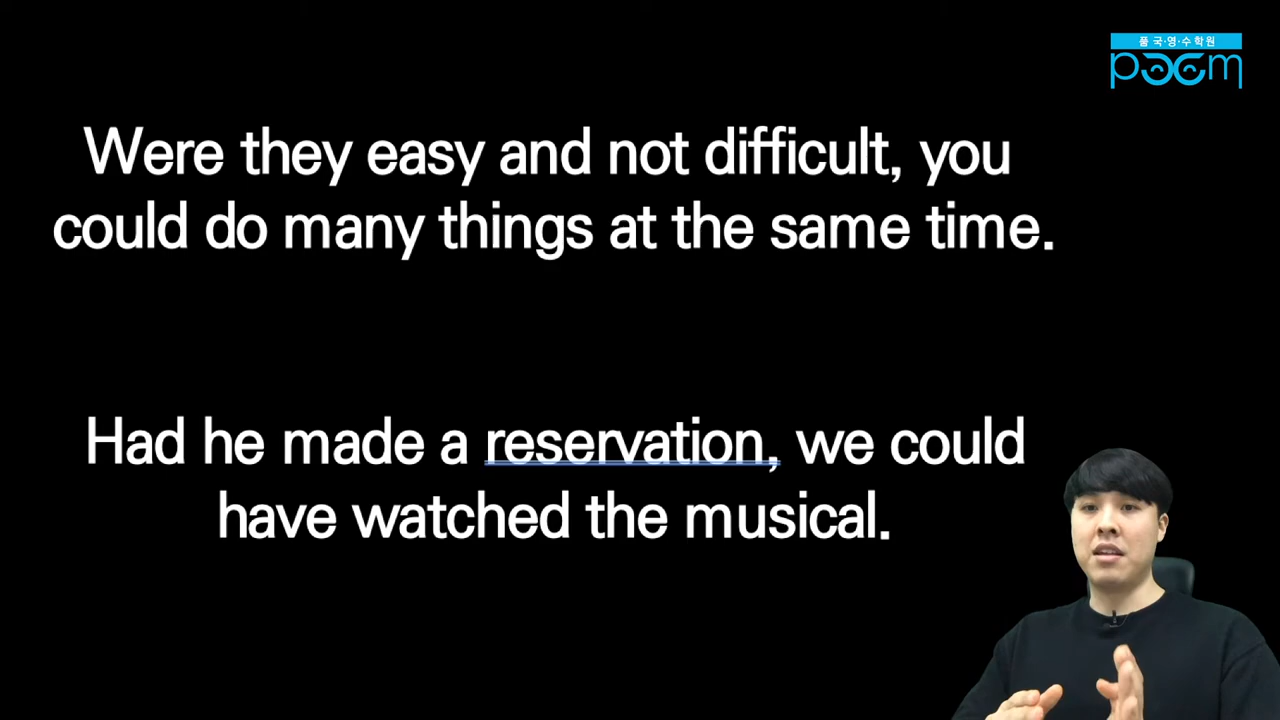 품 국·영·수 학원
poem
Were they easy and not difficult, you
could do many things at the same time.
Had he made a reservation, we could
have watched the musical.